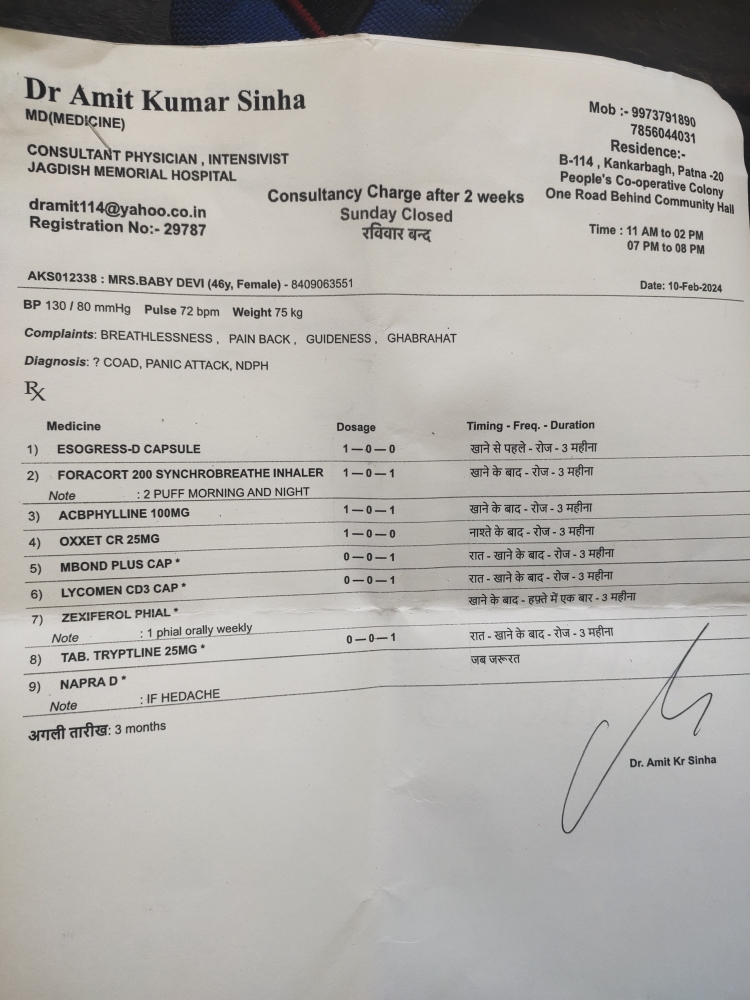 Dr Amit Kumar Sinha
MD(MEDICINE)
CONSULTANT PHYSICIAN , INTENSIVIST
JAGDISH MEMORIAL HOSPITAL
dramit114@yahoo.co.in
Registration No:- 29787
Consultancy Charge after 2 weeks
Sunday Closed
रविवार बन्द
Mob :- 9973791890
7856044031
Residence:-
B-114 , Kankarbagh, Patna -20
People's Co-operative Colony
One Road Behind Community Hall
Time : 11 AM to 02 PM
07 PM to 08 PM
AKS012338 : MRS.BABY DEVI (46y, Female) - 8409063551 Date: 10-Feb-2024
BP 130 / 80 mmHg Pulse 72 bpm Weight 75 kg
Complaints: BREATHLESSNESS , PAIN BACK , GUIDENESS , GHABRAHAT
Diagnosis: ? COAD, PANIC ATTACK, NDPH
Rx
Medicine Dosage Timing - Freq. - Duration
1) ESOGRESS-D CAPSULE 1—0—0 खाने से पहले - रोज - 3 महीना
2) FORACORT 200 SYNCHROBREATHE INHALER 1—0—1 खाने के बाद - रोज - 3 महीना
Note : 2 PUFF MORNING AND NIGHT
3) ACBPHYLLINE 100MG 1—0—1 खाने के बाद - रोज - 3 महीना
4) OXXET CR 25MG 1—0—0 नाश्ते के बाद - रोज - 3 महीना
5) MBOND PLUS CAP * 0—0—1 रात - खाने के बाद - रोज - 3 महीना
6) LYCOMEN CD3 CAP * 0—0—1 रात - खाने के बाद - रोज - 3 महीना
7) ZEXIFEROL PHIAL * खाने के बाद - हफ़्ते में एक बार - 3 महीना
Note : 1 phial orally weekly
8) TAB. TRYPTLINE 25MG * 0—0—1 रात - खाने के बाद - रोज - 3 महीना
9) NAPRA D * जब जरूरत
Note : IF HEDACHE
अगली तारीख: 3 months
Dr. Amit Kr Sinha